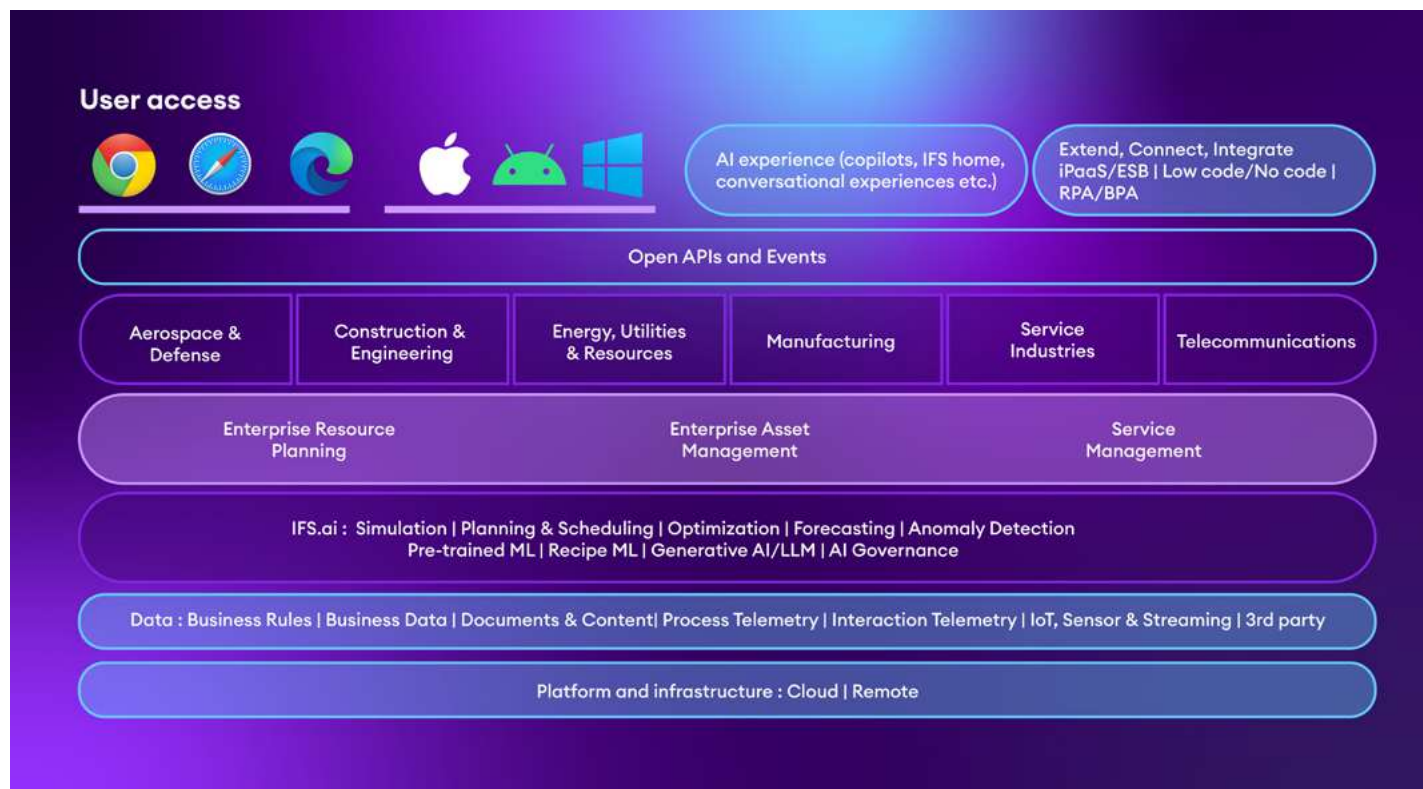 User access
AI experience (copilots, IFS home,
conversational experiences etc.)
Extend, Connect, Integrate
iPaaS/ESB | Low code/No code |
RPA/BPA
Open APIs and Events
Aerospace &
Defense
Construction &
Engineering
Energy, Utilities
& Resources
Manufacturing
Service
Industries
Telecommunications
Enterprise Resource
Planning
Enterprise Asset
Management
Service
Management
IFS.ai : Simulation | Planning & Scheduling | Optimization | Forecasting | Anomaly Detection
Pre-trained ML | Recipe ML | Generative AI/LLM | AI Governance
Data : Business Rules | Business Data | Documents & Content| Process Telemetry | Interaction Telemetry | IoT, Sensor & Streaming | 3rd party
Platform and infrastructure : Cloud | Remote